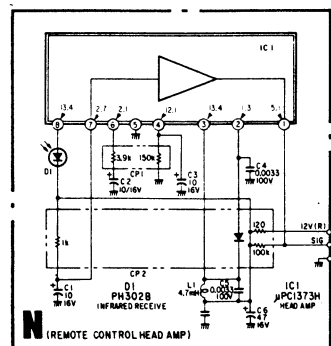 IC1
13.4 2.7 2.1 12.1 13.4 1.3 5.1
8 7 6 5 4 3 2 1
D1
3.9k 150k
CP1
C2
10/16V
C3
10
16V
C4
0.0033
100V
1k
120
12V(R)
SIG
100k
CP2
C1
10
16V
D1
PH302B
INFRARED RECEIVE
L1
4.7mH
C5
0.0033
100V
C6
47
16V
IC1
μPC1373H
HEAD AMP
N (REMOTE CONTROL HEAD AMP)